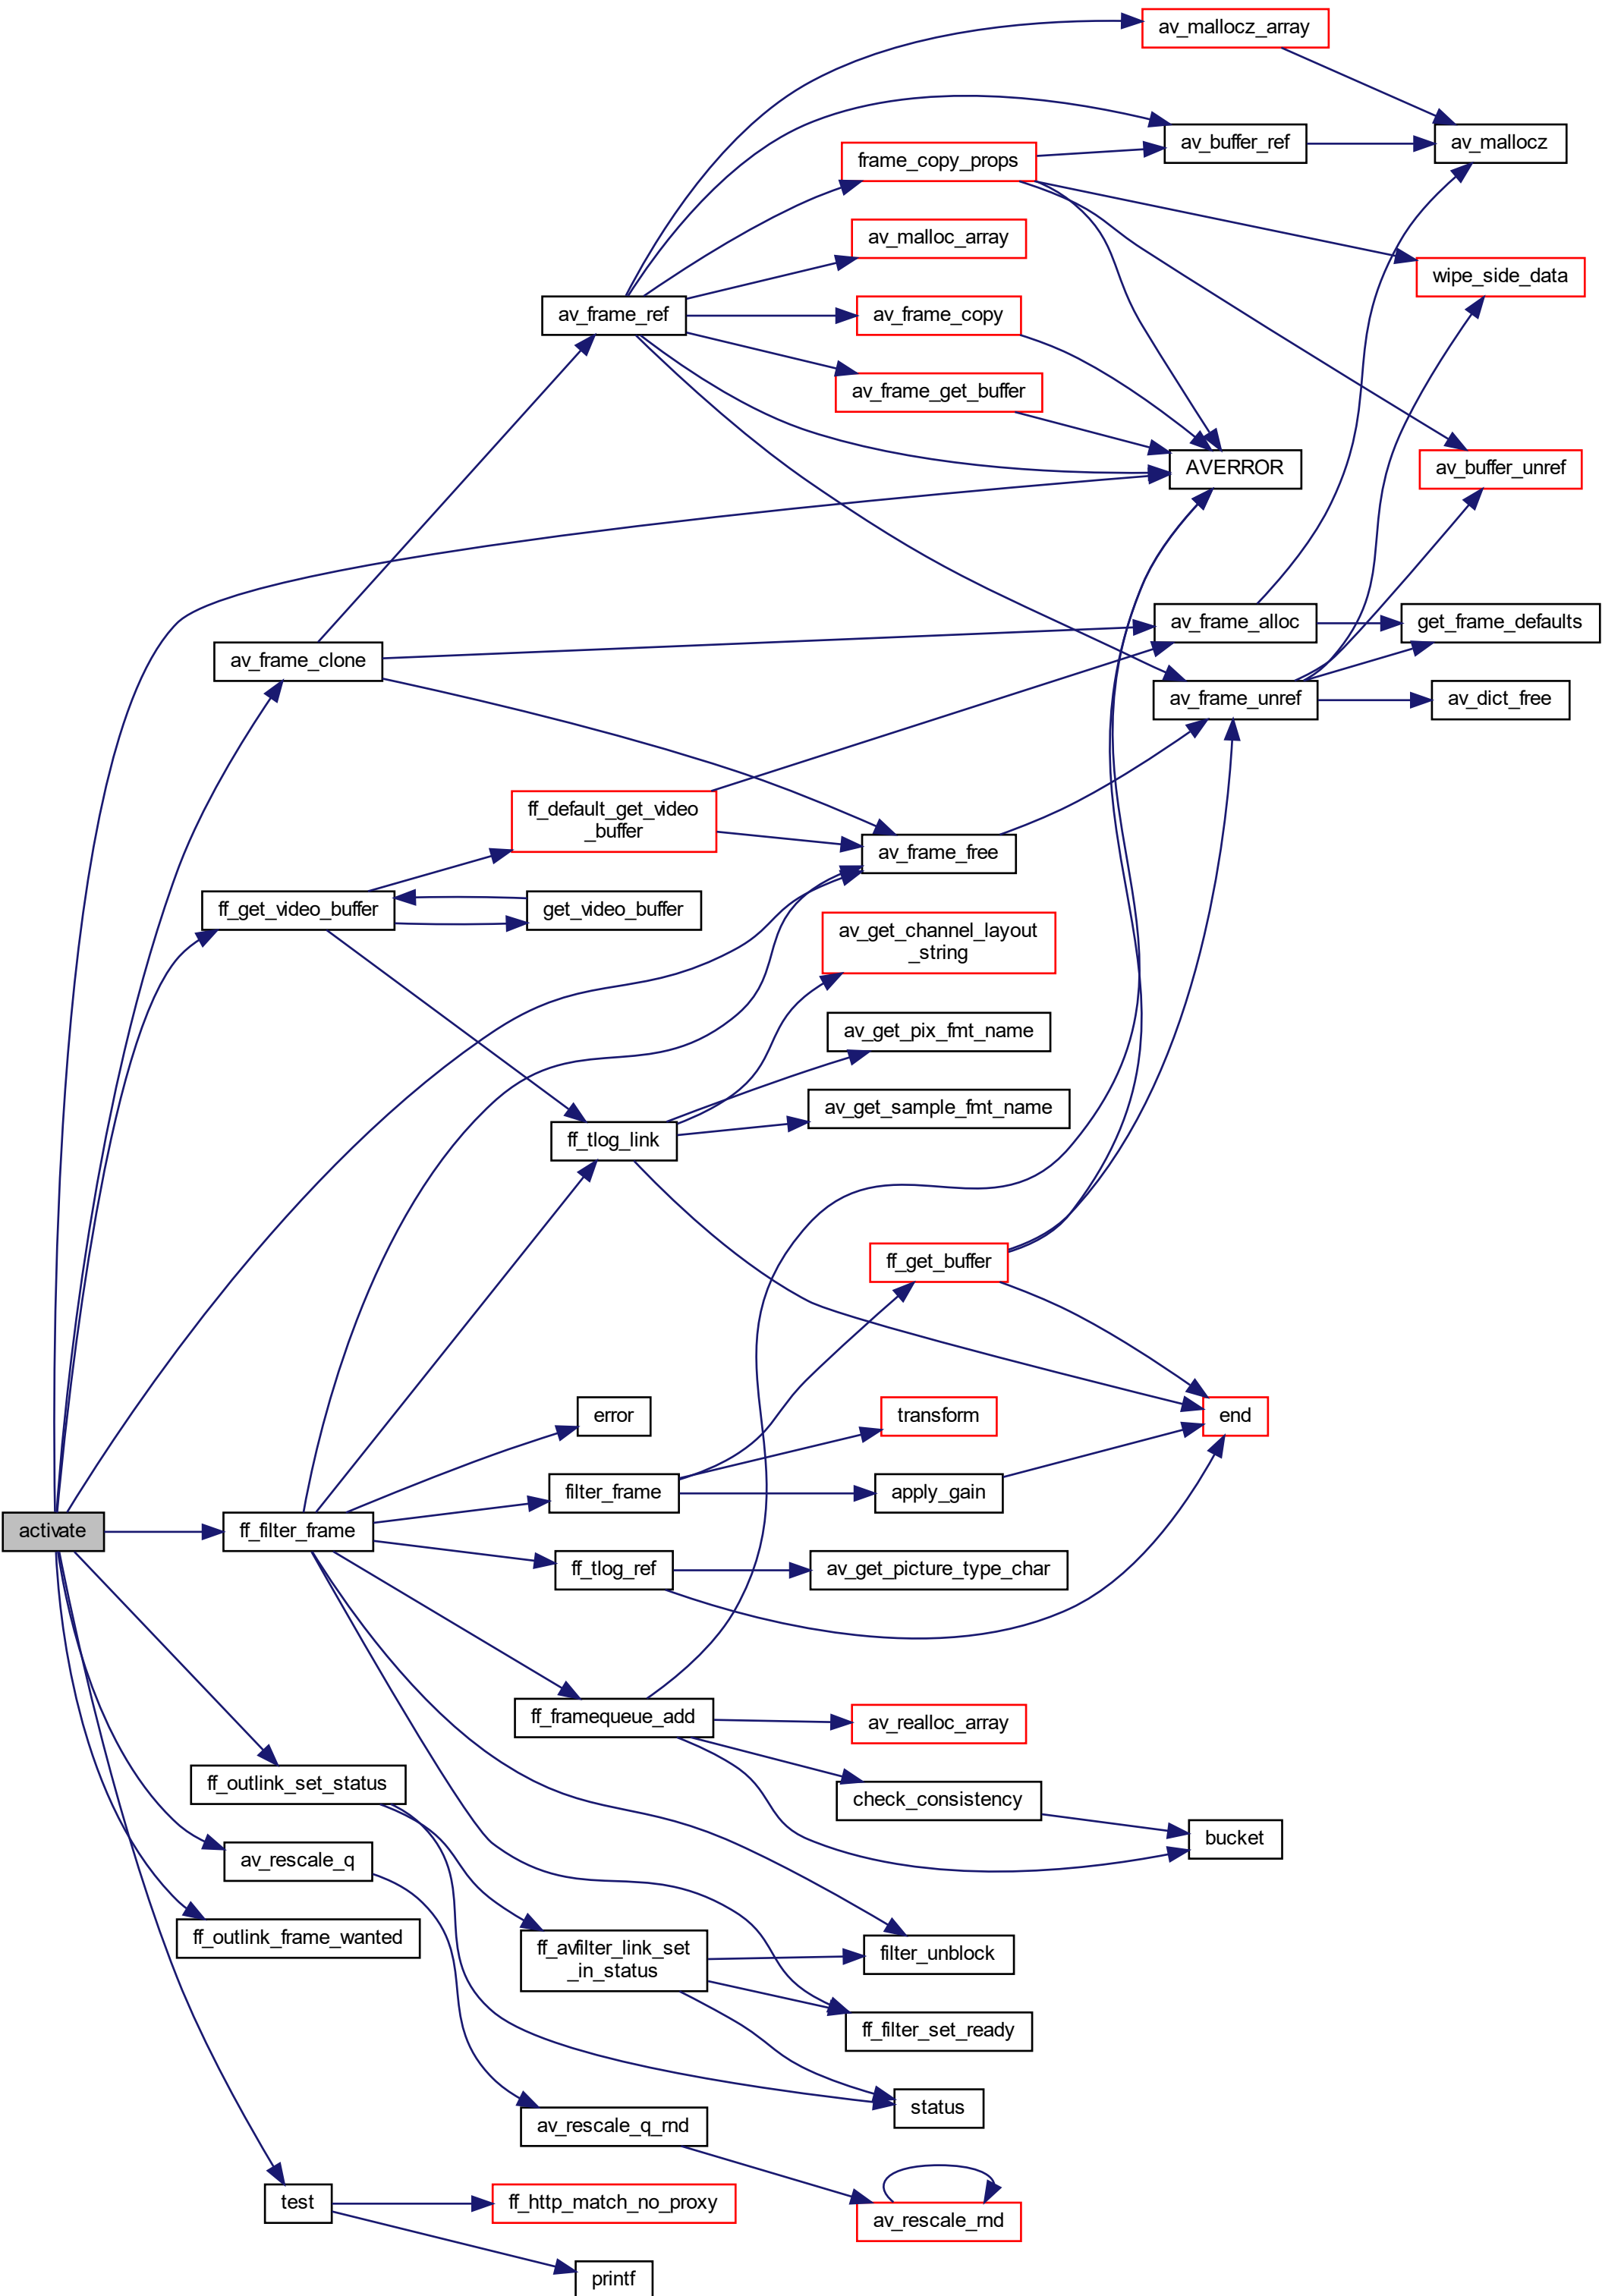 av_mallocz_array
av_buffer_ref
av_mallocz
frame_copy_props
av_malloc_array
wipe_side_data
av_frame_ref
av_frame_copy
av_frame_get_buffer
AVERROR
av_buffer_unref
av_frame_alloc
get_frame_defaults
av_frame_clone
av_frame_unref
av_dict_free
ff_default_get_video
_buffer
av_frame_free
ff_get_video_buffer
get_video_buffer
av_get_channel_layout
_string
av_get_pix_fmt_name
av_get_sample_fmt_name
ff_tlog_link
ff_get_buffer
error
transform
end
filter_frame
apply_gain
activate
ff_filter_frame
ff_tlog_ref
av_get_picture_type_char
ff_framequeue_add
av_realloc_array
ff_outlink_set_status
check_consistency
bucket
av_rescale_q
ff_outlink_frame_wanted
ff_avfilter_link_set
_in_status
filter_unblock
ff_filter_set_ready
status
av_rescale_q_rnd
test
ff_http_match_no_proxy
av_rescale_rnd
printf